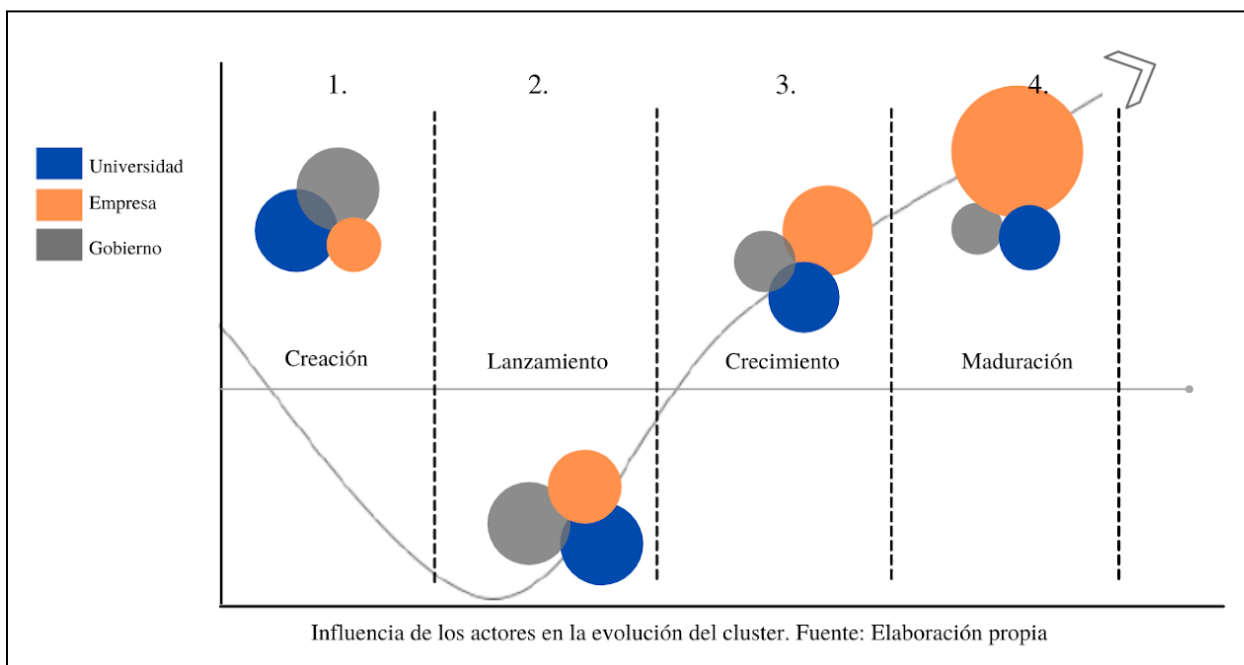 1.
2.
3.
4.
Universidad
Empresa
Gobierno
Creación
Lanzamiento
Crecimiento
Maduración
Influencia de los actores en la evolución del cluster. Fuente: Elaboración propia